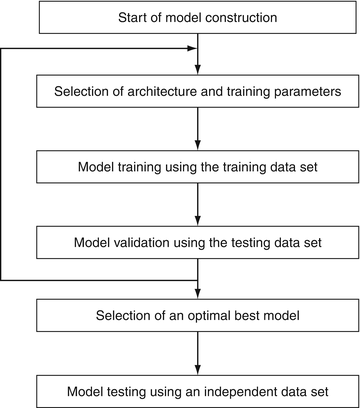 Start of model construction
Selection of architecture and training parameters
Model training using the training data set
Model validation using the testing data set
Selection of an optimal best model
Model testing using an independent data set